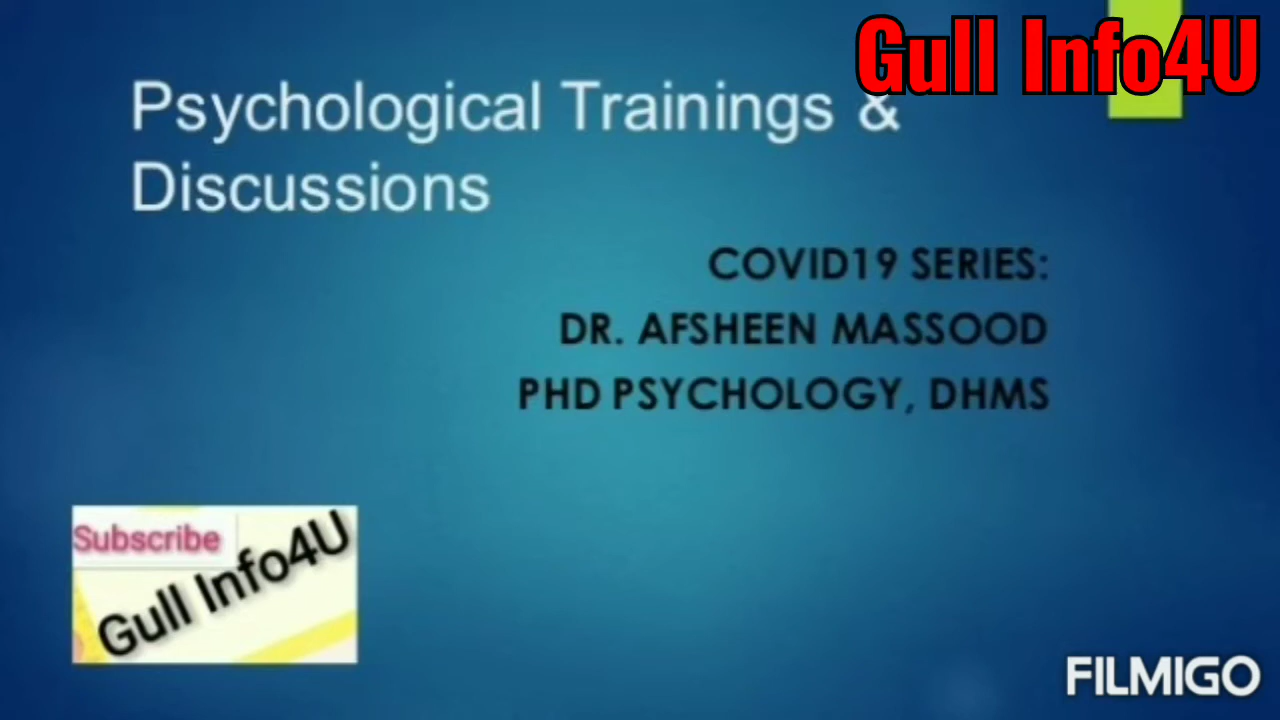 Gull Info4U
Psychological Trainings &
Discussions
COVID19 SERIES:
DR. AFSHEEN MASSOOD
PHD PSYCHOLOGY, DHMS
Subscribe
Gull Info4U
FILMIGO